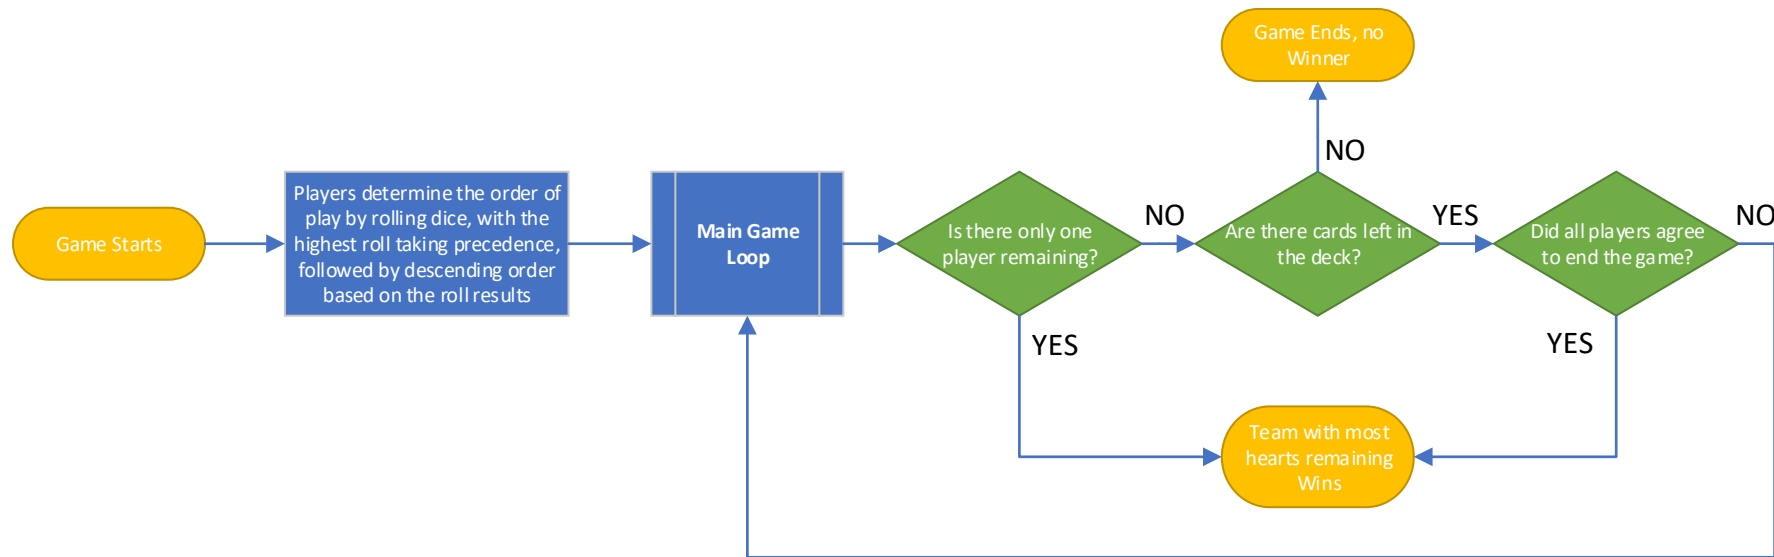 Game Ends, no
Winner
NO
Game Starts
Players determine the order of
play by rolling dice, with the
highest roll taking precedence,
followed by descending order
based on the roll results
Main Game
Loop
Is there only one
player remaining?
NO
Are there cards left in
the deck?
YES
Did all players agree
to end the game?
NO
YES
YES
Team with most
hearts remaining
Wins